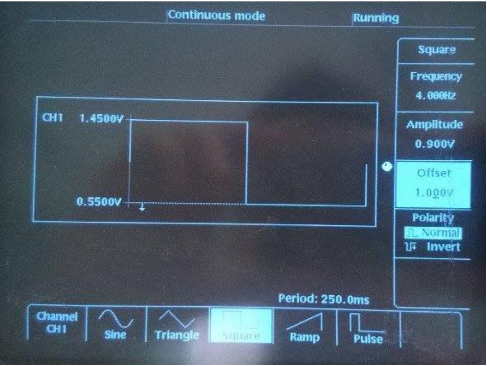 Continuous mode
Running
Square
Frequency
4.000Hz
Amplitude
0.900V
Offset
1.000V
Polarity
Normal
Invert
CH1 1.4500V
0.5500V
Period: 250.0ms
Channel
CH1
Sine
Triangle
Square
Ramp
Pulse